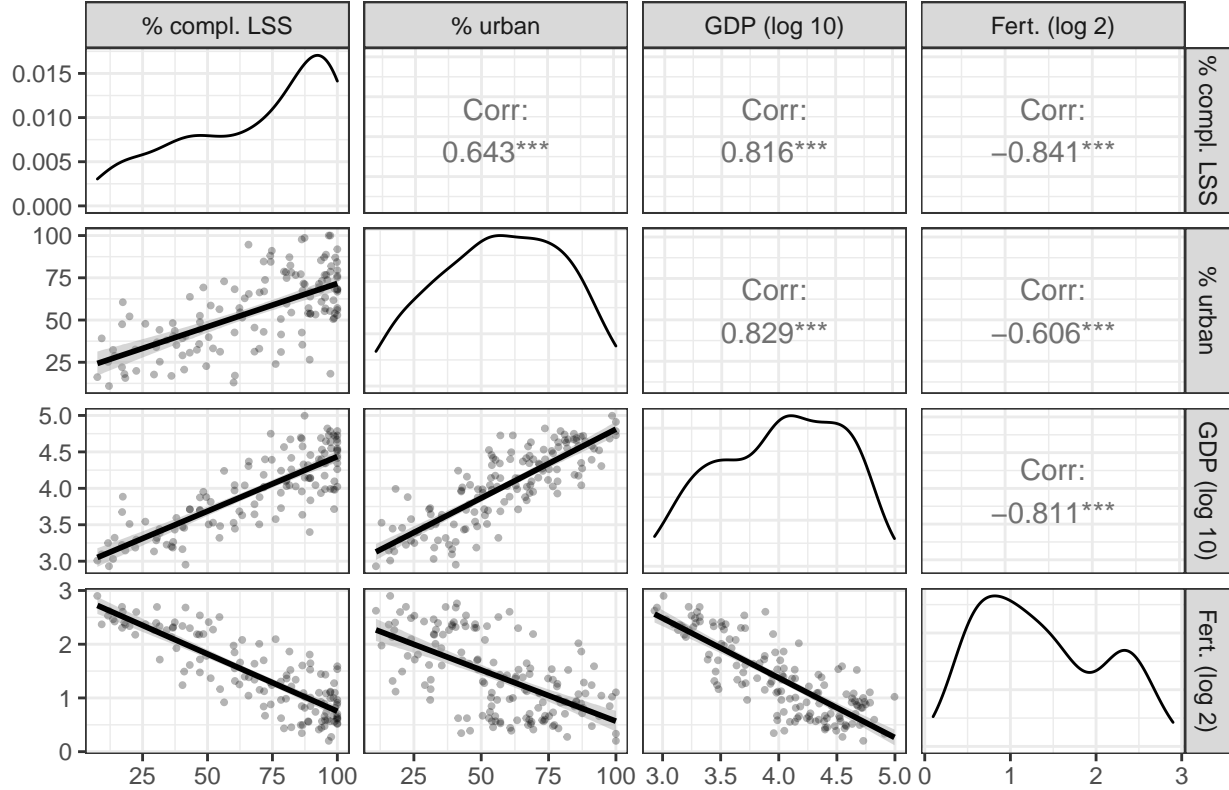 % compl. LSS
% urban
GDP (log 10)
Fert. (log 2)
0.015
0.010
0.005
0.000
Corr:
0.643***
Corr:
0.816***
Corr:
−0.841***
% compl. LSS
100
75
50
25
Corr:
0.829***
Corr:
−0.606***
% urban
5.0
4.5
4.0
3.5
3.0
Corr:
−0.811***
GDP (log 10)
3
2
1
0
Fert. (log 2)
25 50 75 100
25 50 75 100
3.0 3.5 4.0 4.5 5.0
0 1 2 3